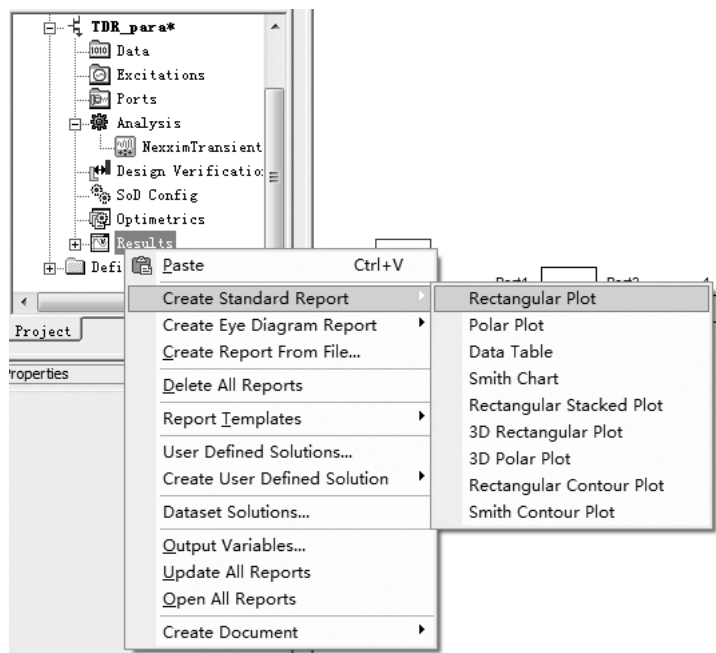 TDR_para*
Data
Excitations
Ports
Analysis
NexximTransient
Design Verificatio
SoD Config
Optimetrics
Results
Defi
Project
Properties
Paste Ctrl+V
Create Standard Report
Create Eye Diagram Report
Create Report From File...
Delete All Reports
Report Templates
User Defined Solutions...
Create User Defined Solution
Dataset Solutions...
Output Variables...
Update All Reports
Open All Reports
Create Document
Rectangular Plot
Polar Plot
Data Table
Smith Chart
Rectangular Stacked Plot
3D Rectangular Plot
3D Polar Plot
Rectangular Contour Plot
Smith Contour Plot